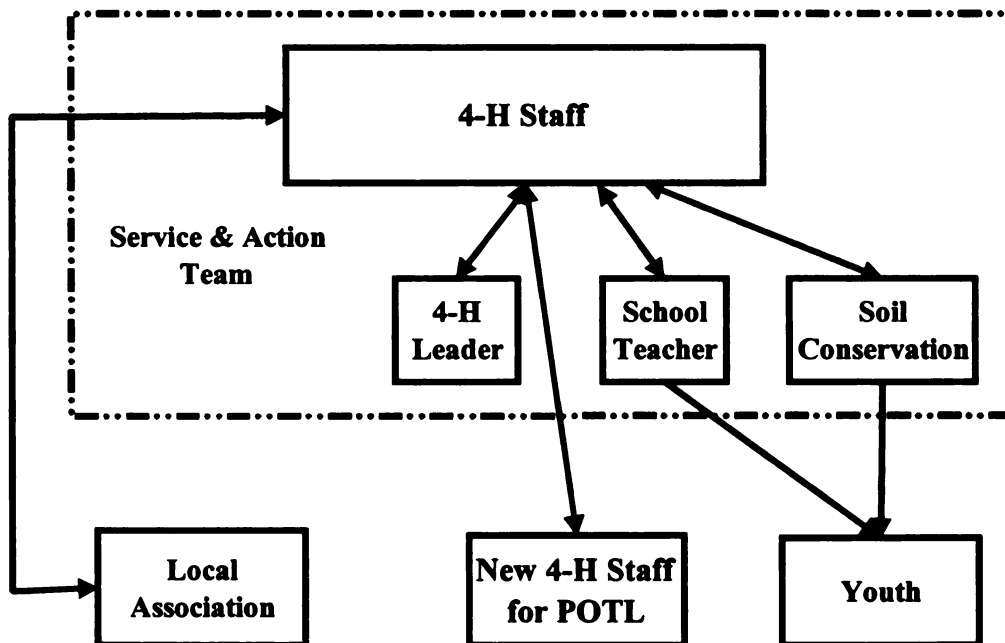 4-H Staff
Service & Action
Team
4-H
Leader
School
Teacher
Soil
Conservation
Local
Association
New 4-H Staff
for POTL
Youth